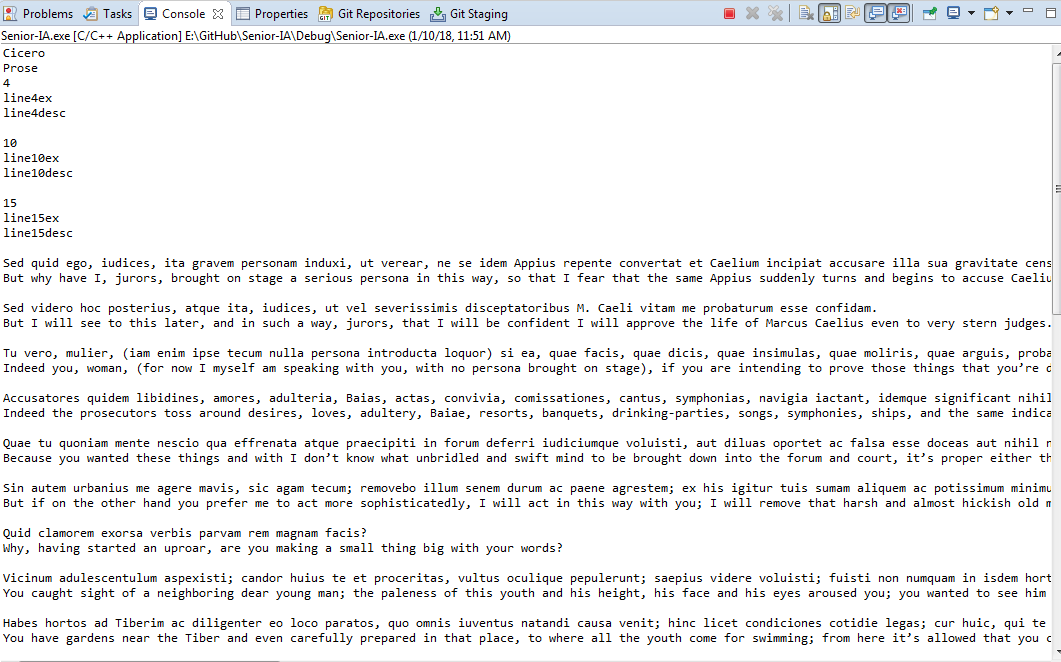 Problems Tasks Console Properties Git Repositories Git Staging
Senior-IA.exe [C/C++ Application] E:\GitHub\Senior-IA\Debug\Senior-IA.exe (1/10/18, 11:51 AM)
Cicero
Prose
4
line4ex
line4desc
10
line10ex
line10desc
15
line15ex
line15desc
Sed quid ego, iudices, ita gravem personam induxi, ut verear, ne se idem Appius repente convertat et Caelium incipiat accusare illa sua gravitate cens
But why have I, jurors, brought on stage a serious persona in this way, so that I fear that the same Appius suddenly turns and begins to accuse Caeliu
Sed videro hoc posterius, atque ita, iudices, ut vel severissimis disceptatoribus M. Caeli vitam me probaturum esse confidam.
But I will see to this later, and in such a way, jurors, that I will be confident I will approve the life of Marcus Caelius even to very stern judges.
Tu vero, mulier, (iam enim ipse tecum nulla persona introducta loquor) si ea, quae facis, quae dicis, quae insimulas, quae moliris, quae arguis, proba
Indeed you, woman, (for now I myself am speaking with you, with no persona brought on stage), if you are intending to prove those things that you’re d
Accusatores quidem libidines, amores, adulteria, Baias, actas, convivia, comissationes, cantus, symphonias, navigia iactant, idemque significant nihil
Indeed the prosecutors toss around desires, loves, adultery, Baiae, resorts, banquets, drinking-parties, songs, symphonies, ships, and the same indica
Quae tu quoniam mente nescio qua effrenata atque praecipiti in forum deferri iudiciumque voluisti, aut diluas oportet ac falsa esse doceas aut nihil n
Because you wanted these things and with I don’t know what unbridled and swift mind to be brought down into the forum and court, it’s proper either th
Sin autem urbanius me agere mavis, sic agam tecum; removebo illum senem durum ac paene agrestem; ex his igitur tuis sumam aliquem ac potissimum minimu
But if on the other hand you prefer me to act more sophisticatedly, I will act in this way with you; I will remove that harsh and almost hickish old m
Quid clamorem exorsa verbis parvam rem magnam facis?
Why, having started an uproar, are you making a small thing big with your words?
Vicinum adulescentulum aspexisti; candor huius te et proceritas, vultus oculique pepulerunt; saepius videre voluisti; fuisti non numquam in isdem hort
You caught sight of a neighboring dear young man; the paleness of this youth and his height, his face and his eyes aroused you; you wanted to see him
Habes hortos ad Tiberim ac diligenter eo loco paratos, quo omnis iuventus natandi causa venit; hinc licet condiciones cotidie legas; cur huic, qui te
You have gardens near the Tiber and even carefully prepared in that place, to where all the youth come for swimming; from here it’s allowed that you c